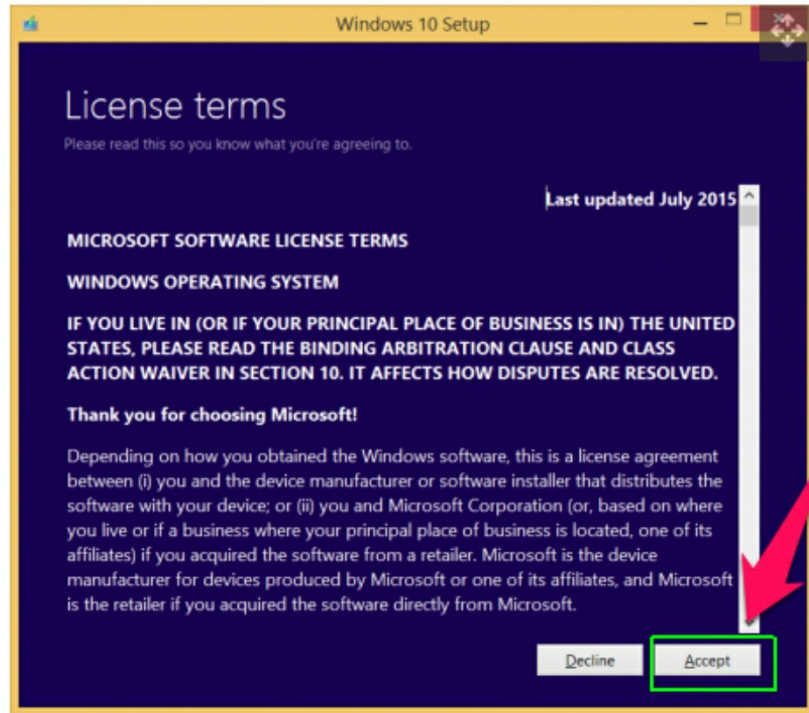 Windows 10 Setup
License terms
Please read this so you know what you're agreeing to.
Last updated July 2015
MICROSOFT SOFTWARE LICENSE TERMS
WINDOWS OPERATING SYSTEM
IF YOU LIVE IN (OR IF YOUR PRINCIPAL PLACE OF BUSINESS IS IN) THE UNITED
STATES, PLEASE READ THE BINDING ARBITRATION CLAUSE AND CLASS
ACTION WAIVER IN SECTION 10. IT AFFECTS HOW DISPUTES ARE RESOLVED.
Thank you for choosing Microsoft!
Depending on how you obtained the Windows software, this is a license agreement
between (i) you and the device manufacturer or software installer that distributes the
software with your device; or (ii) you and Microsoft Corporation (or, based on where
you live or if a business where your principal place of business is located, one of its
affiliates) if you acquired the software from a retailer. Microsoft is the device
manufacturer for devices produced by Microsoft or one of its affiliates, and Microsoft
is the retailer if you acquired the software directly from Microsoft.
Decline Accept